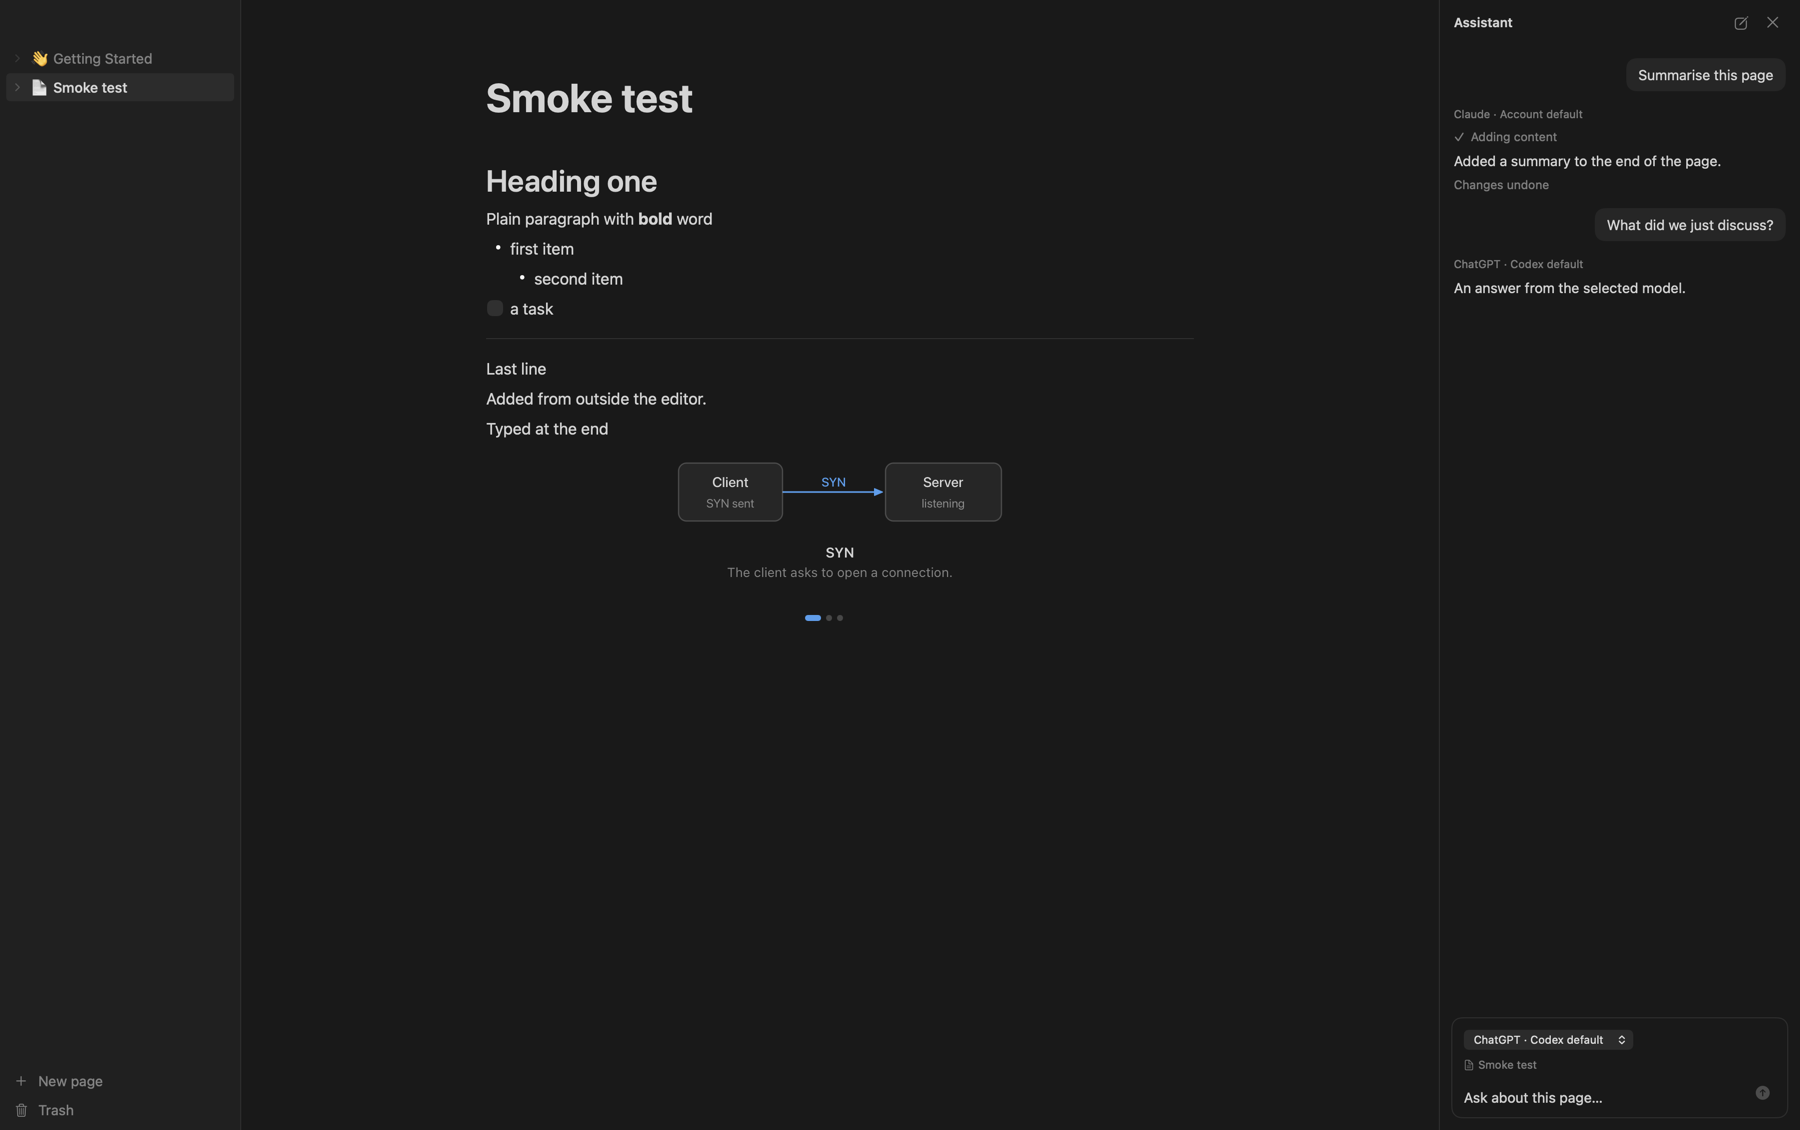 Getting Started
Smoke test
New page
Trash
Smoke test
Heading one
Plain paragraph with bold word
• first item
• second item
a task
Last line
Added from outside the editor.
Typed at the end
Client
SYN sent
SYN
Server
listening
SYN
The client asks to open a connection.
Assistant
Summarise this page
Claude · Account default
✓ Adding content
Added a summary to the end of the page.
Changes undone
What did we just discuss?
ChatGPT · Codex default
An answer from the selected model.
ChatGPT · Codex default
Smoke test
Ask about this page...